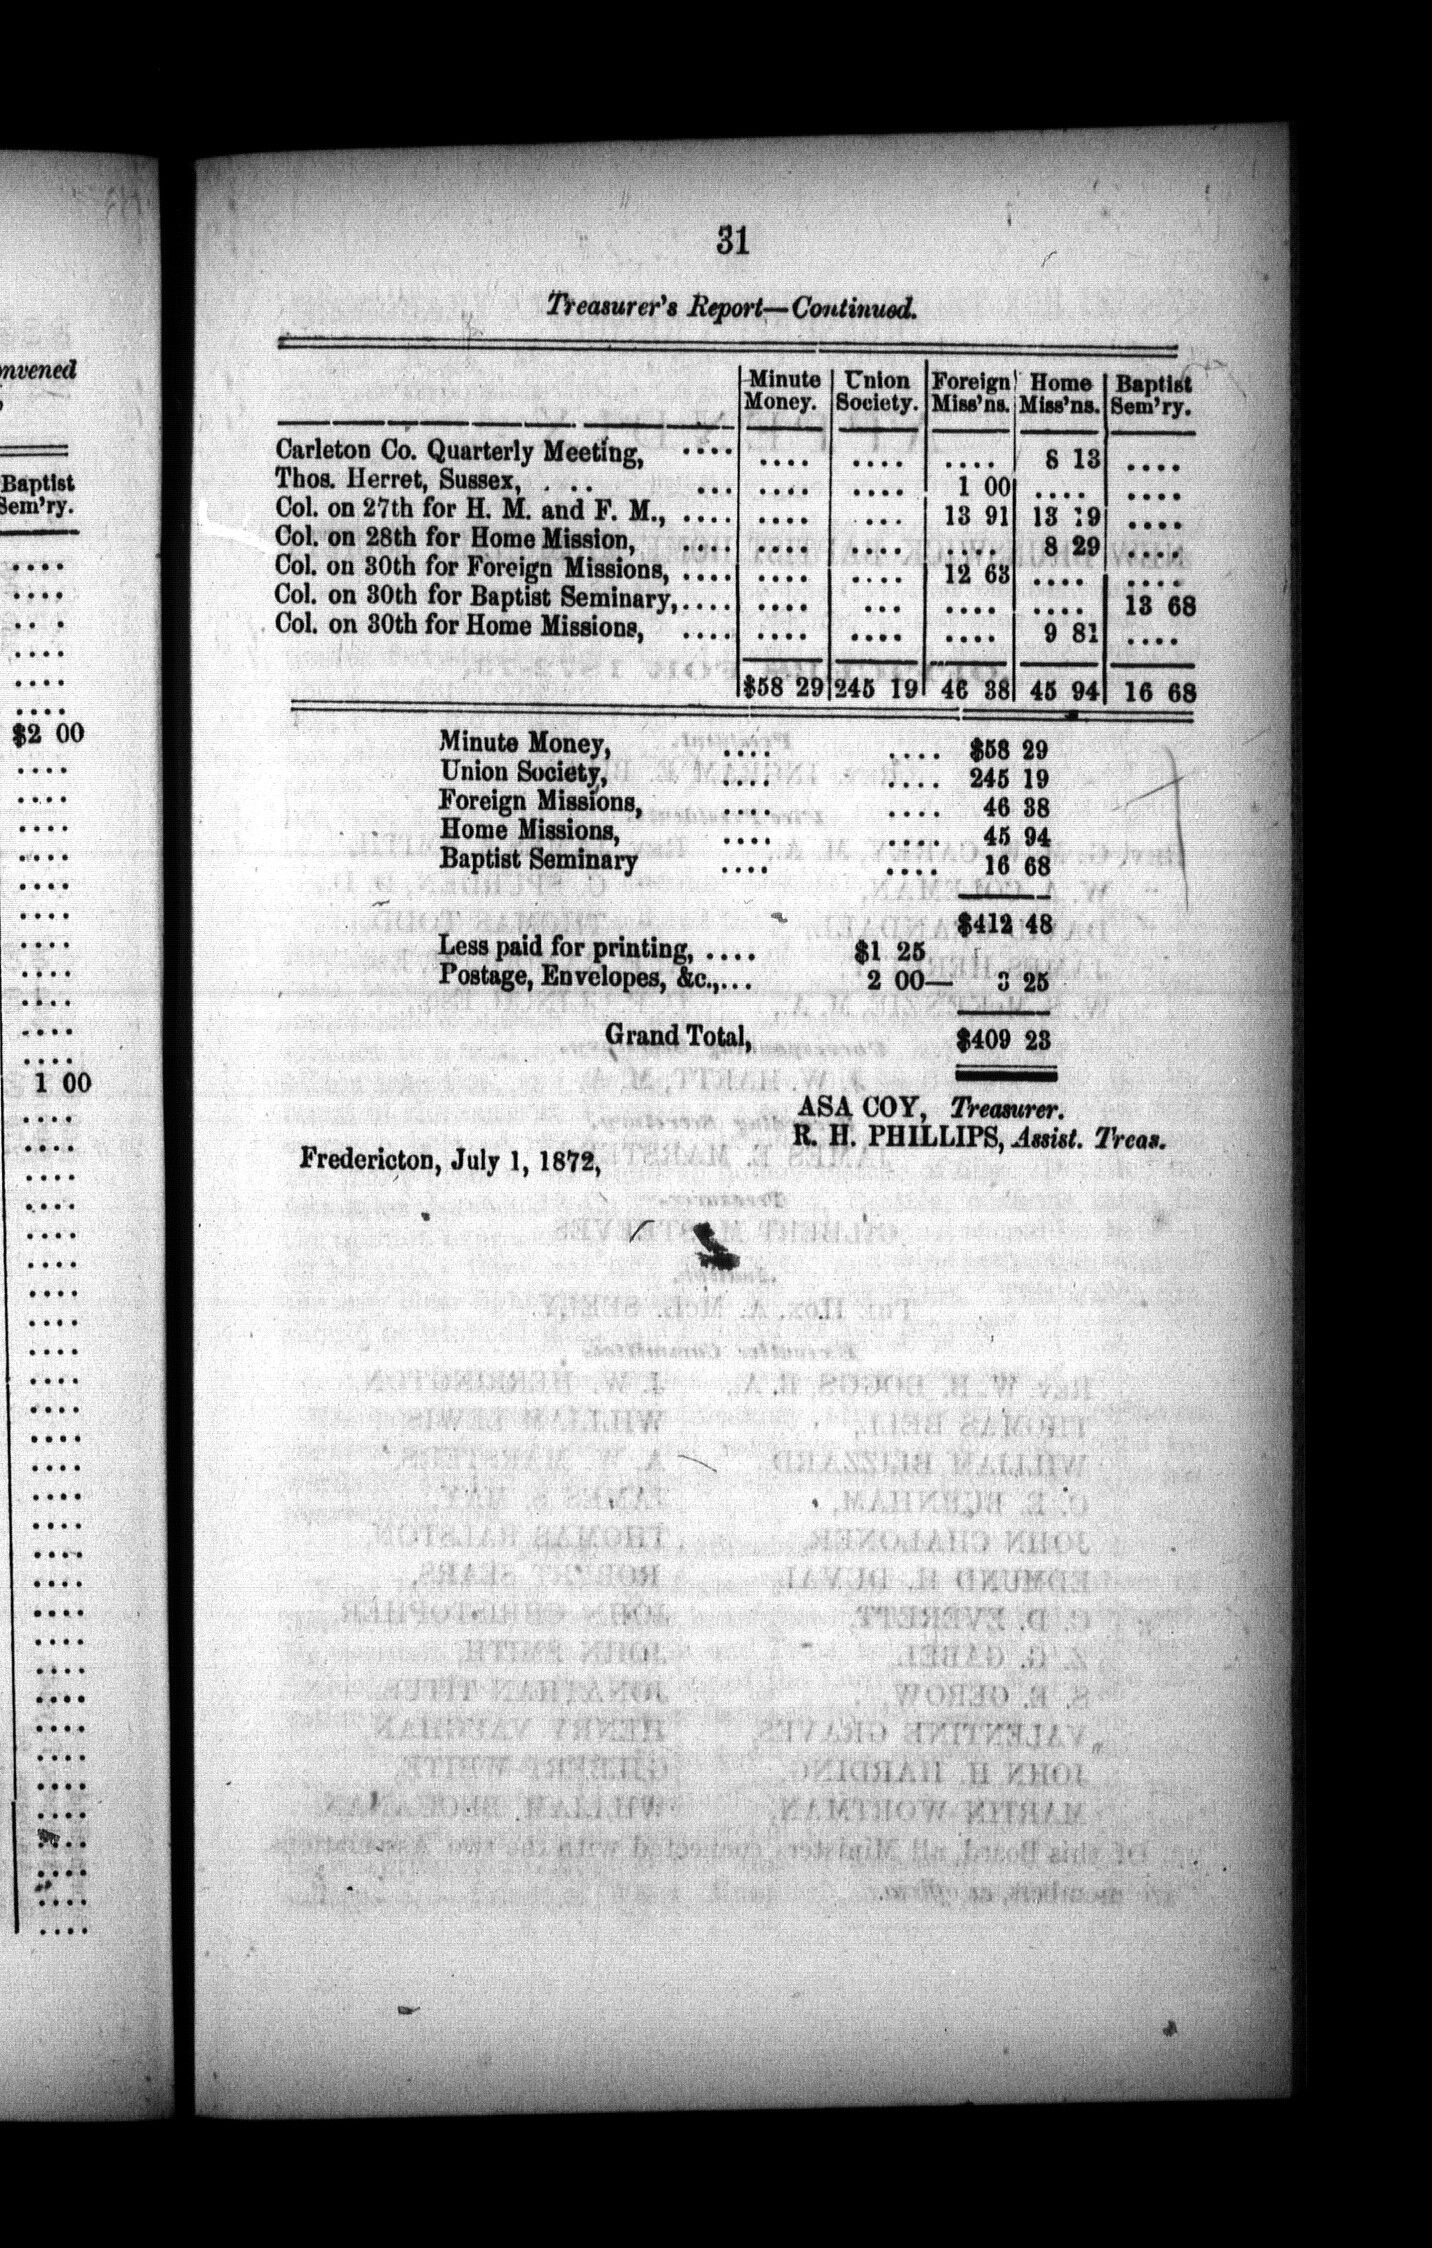 nvened
Baptist
Sem'ry.
....
....
....
....
....
....
$2 00
....
....
....
....
....
....
....
....
....
....
....
1 00
....
....
....
31
Treasurer's Report—Continued.
Minute Money. Union Society. Foreign Miss'ns. Home Miss'ns. Baptist Sem'ry.
Carleton Co. Quarterly Meeting, .... .... .... .... 8 13 ....
Thos. Herret, Sussex, .... ... .... .... 1 00 .... ....
Col. on 27th for H. M. and F. M., .... .... ... 13 91 13 19 ....
Col. on 28th for Home Mission, .... .... .... .... 8 29 ....
Col. on 30th for Foreign Missions, .... .... .... 12 63 .... ....
Col. on 30th for Baptist Seminary, .... .... ... .... .... 13 68
Col. on 30th for Home Missions, .... .... .... .... 9 81 ....
$58 29 245 19 46 38 45 94 16 68
Minute Money, .... .... $58 29
Union Society, .... .... 245 19
Foreign Missions, .... .... 46 38
Home Missions, .... .... 45 94
Baptist Seminary .... .... 16 68
$412 48
Less paid for printing, .... $1 25
Postage, Envelopes, &c.,... 2 00— 3 25
Grand Total, $409 23
ASA COY, Treasurer.
R. H. PHILLIPS, Assist. Treas.
Fredericton, July 1, 1872,